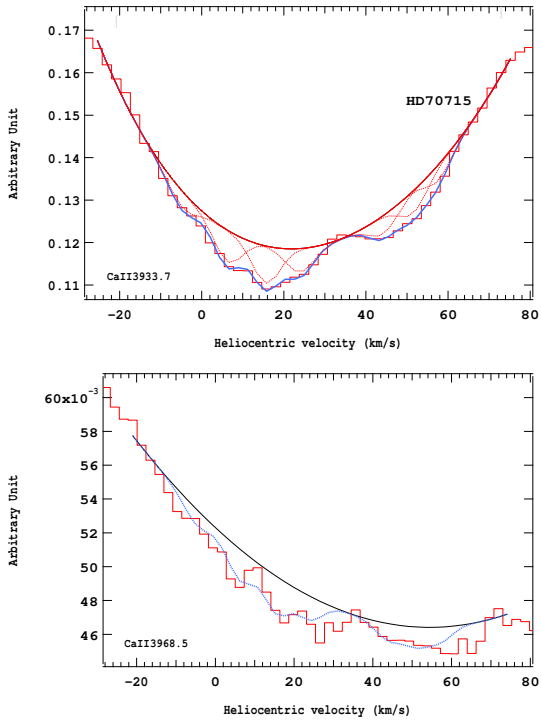 0.17
HD70715
0.16
0.15
0.14
0.13
0.12
0.11
Arbitrary Unit
CaII3933.7
-20 0 20 40 60 80
Heliocentric velocity (km/s)
60x10-3
58
56
54
52
50
48
46
Arbitrary Unit
CaII3968.5
-20 0 20 40 60 80
Heliocentric velocity (km/s)